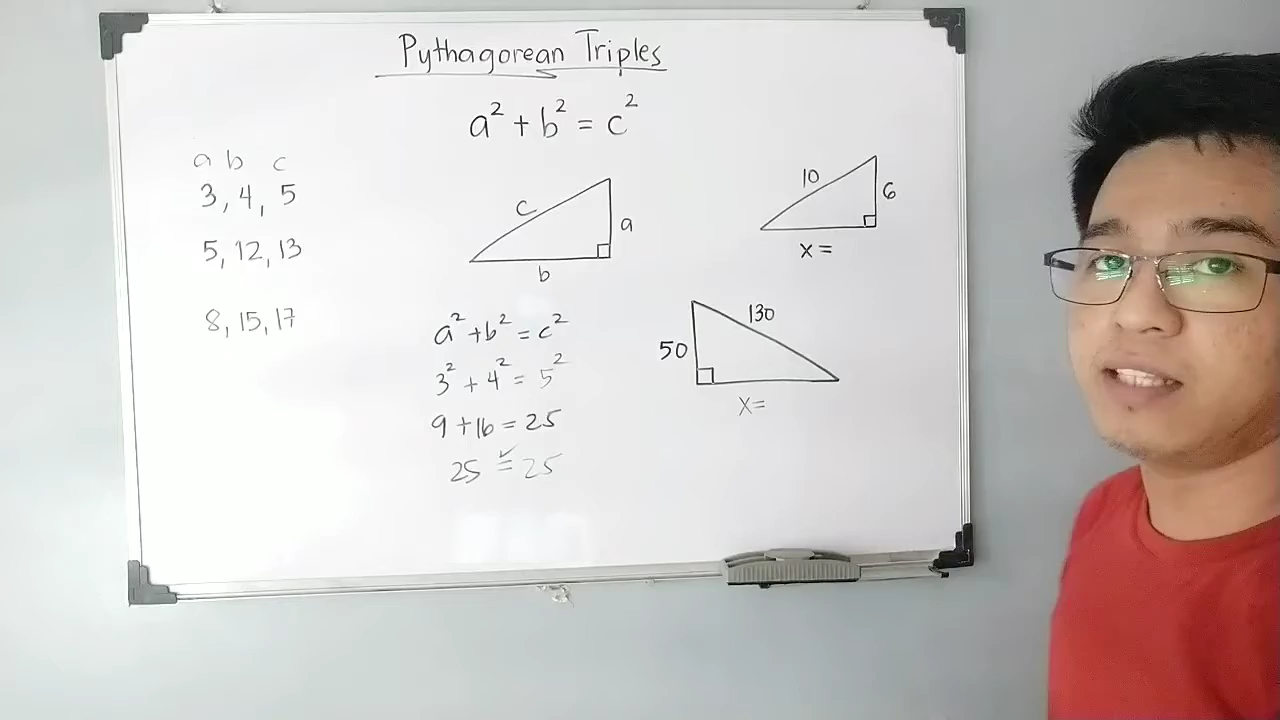 Pythagorean Triples
a² + b² = c²
a b c
3, 4, 5
5, 12, 13
8, 15, 17
c
a
b
a² + b² = c²
3² + 4² = 5²
9 + 16 = 25
25 = 25
10
6
x =
130
50
x =